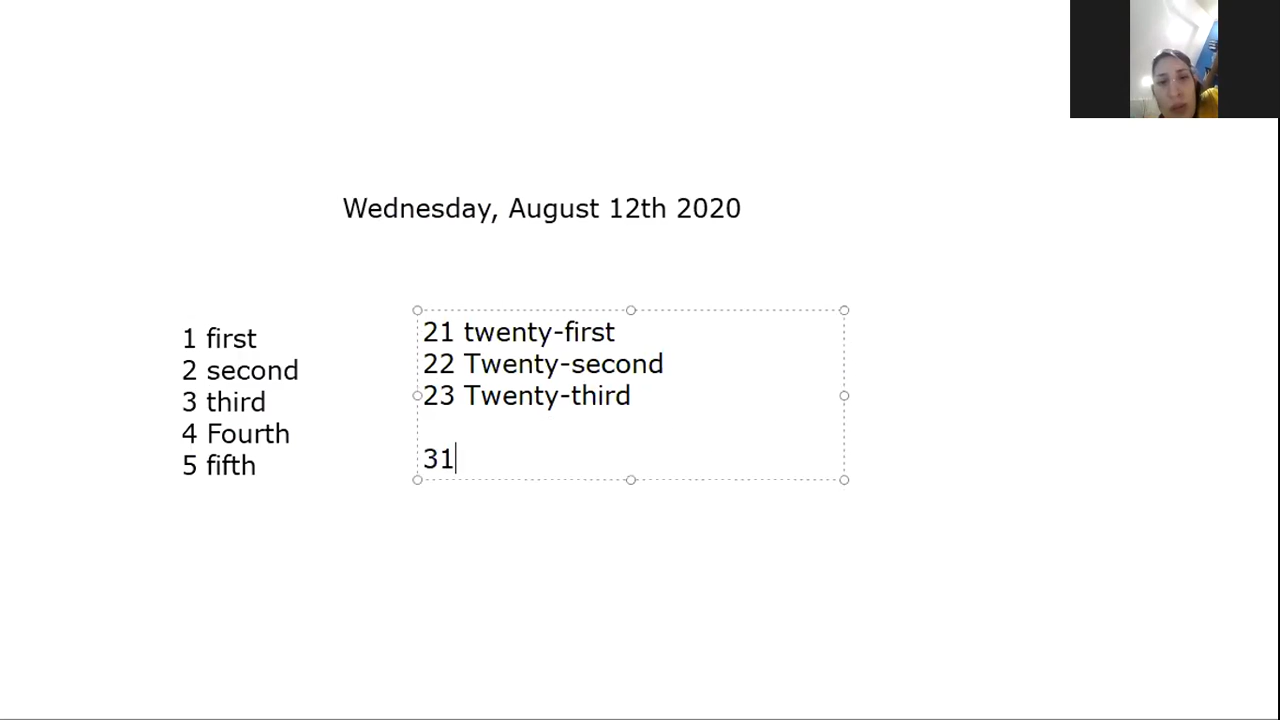 Wednesday, August 12th 2020
1 first
2 second
3 third
4 Fourth
5 fifth
21 twenty-first
22 Twenty-second
23 Twenty-third
31